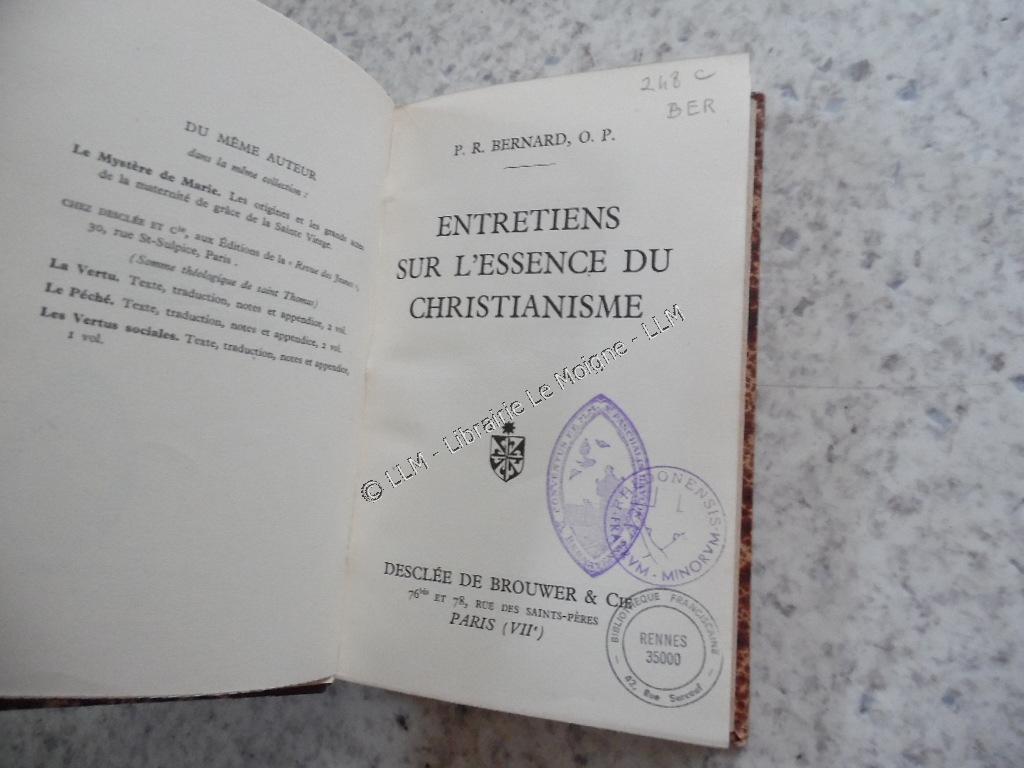 DU MÊME AUTEUR
dans la même collection :
Le Mystère de Marie. Les origines et les grands actes
de la maternité de grâce de la Sainte Vierge.
CHEZ DESCLÉE ET Cie, aux Éditions de la « Revue des Jeunes »,
30, rue St-Sulpice, Paris.
(Somme théologique de saint Thomas)
La Vertu. Texte, traduction, notes et appendice, 2 vol.
Le Péché. Texte, traduction, notes et appendice, 2 vol.
Les Vertus sociales. Texte, traduction, notes et appendice,
1 vol.
248 C
BER
P. R. BERNARD, O. P.
ENTRETIENS
SUR L'ESSENCE DU
CHRISTIANISME
© LLM - Librairie Le Moigne - LLM
CONVENTUS
MINORVM
DESCLÉE DE BROUWER & Cie
76bis ET 78, RUE DES SAINTS-PÈRES
PARIS (VIIe)
BIBLIOTHÈQUE FRANCISCAINE
RENNES
35000
42, Rue Surcouf